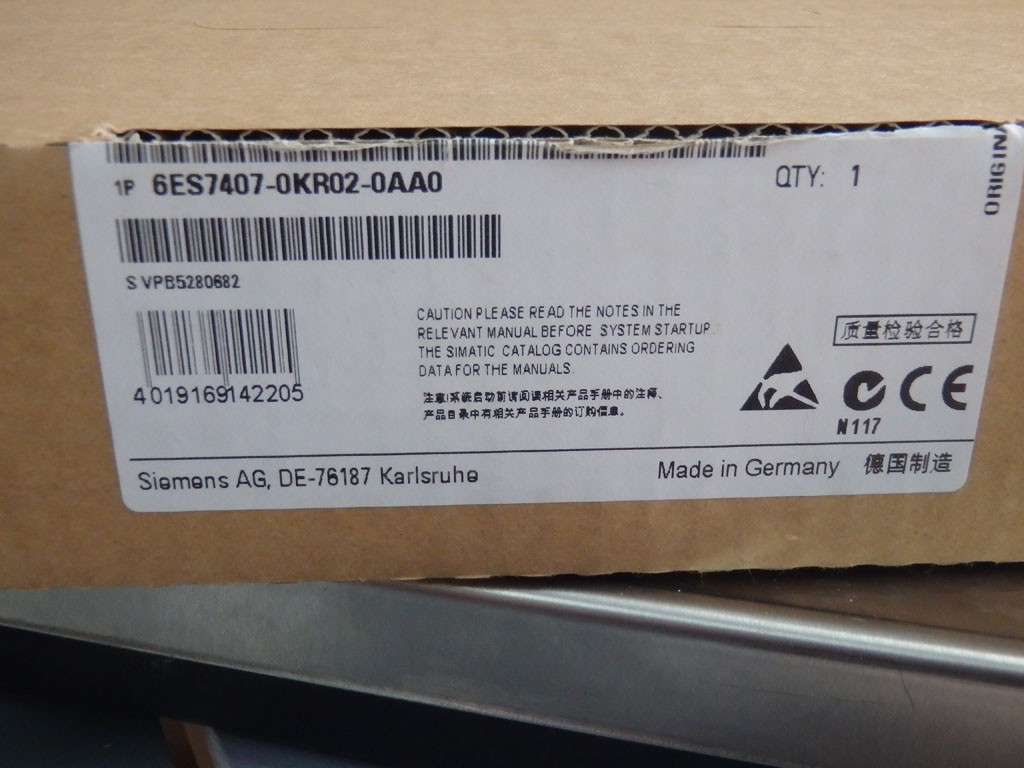 1P 6ES7407-0KR02-0AA0
QTY: 1
S VPB5280682
4 019169 142205
CAUTION PLEASE READ THE NOTES IN THE
RELEVANT MANUAL BEFORE SYSTEM STARTUP.
THE SIMATIC CATALOG CONTAINS ORDERING
DATA FOR THE MANUALS.
注意!系统启动前请阅读相关产品手册中的注释、
产品目录中有相关产品手册的订购信息。
质量检验合格
CE
N117
Siemens AG, DE-76187 Karlsruhe
Made in Germany 德国制造